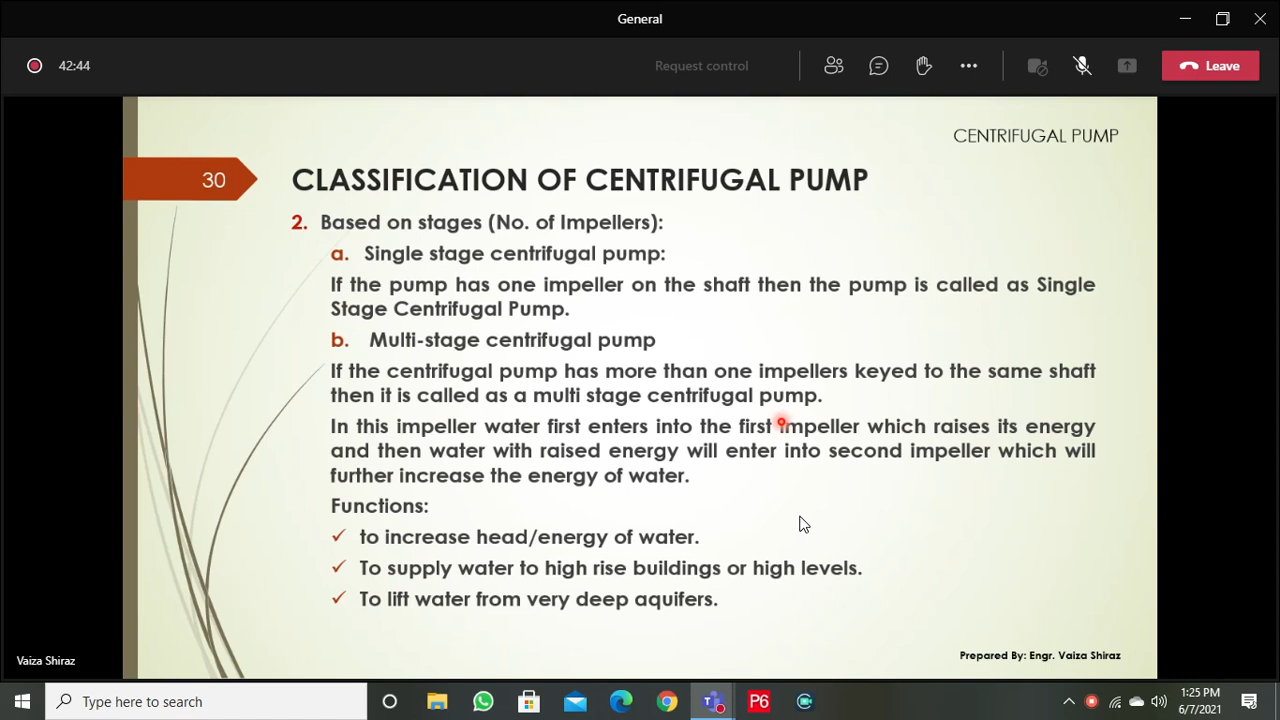 General
42:44
Request control
Leave
CENTRIFUGAL PUMP
30
CLASSIFICATION OF CENTRIFUGAL PUMP
2. Based on stages (No. of Impellers):
a. Single stage centrifugal pump:
If the pump has one impeller on the shaft then the pump is called as Single
Stage Centrifugal Pump.
b. Multi-stage centrifugal pump
If the centrifugal pump has more than one impellers keyed to the same shaft
then it is called as a multi stage centrifugal pump.
In this impeller water first enters into the first impeller which raises its energy
and then water with raised energy will enter into second impeller which will
further increase the energy of water.
Functions:
✓ to increase head/energy of water.
✓ To supply water to high rise buildings or high levels.
✓ To lift water from very deep aquifers.
Prepared By: Engr. Vaiza Shiraz
Vaiza Shiraz
Type here to search
P6
1:25 PM
6/7/2021